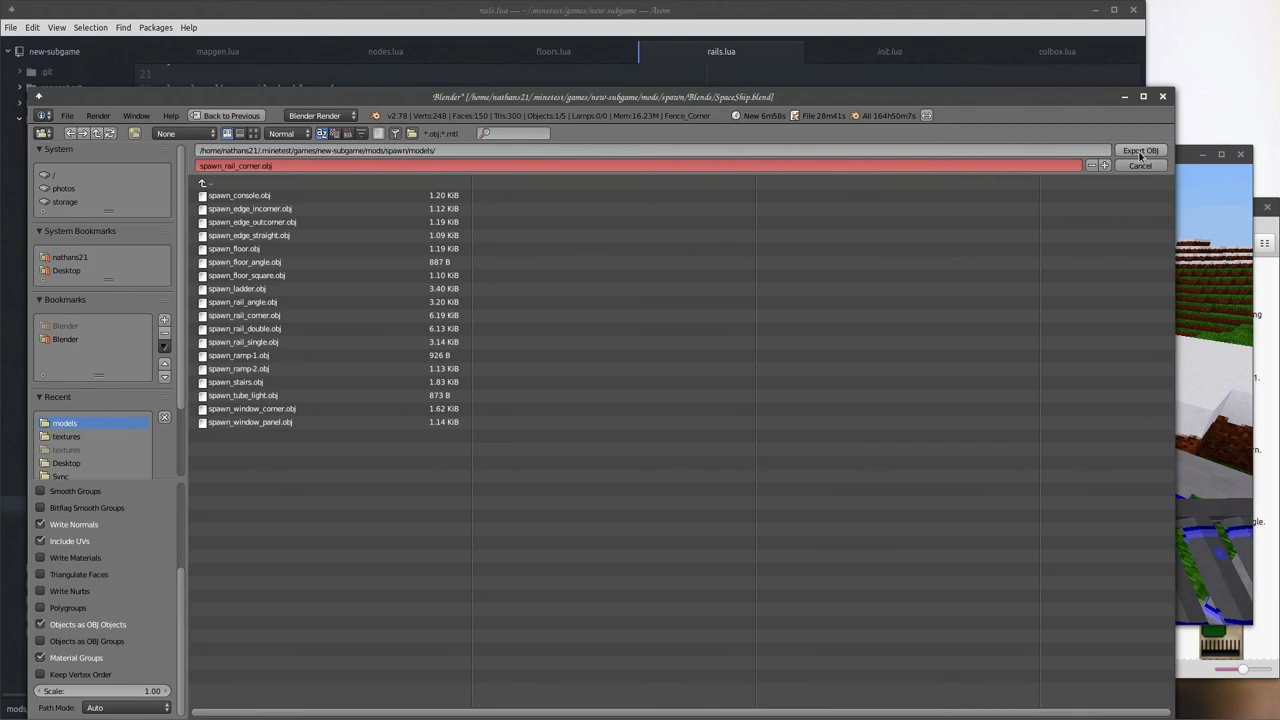 rails.lua — ~/.minetest/games/new-subgame — Atom
File Edit View Selection Find Packages Help
new-subgame mapgen.lua nodes.lua floors.lua rails.lua init.lua colbox.lua
.git
21
Blender* [/home/nathans21/.minetest/games/new-subgame/mods/spawn/Blends/SpaceShip.blend]
File Render Window Help Back to Previous Blender Render v2.78 | Verts:248 | Faces:150 | Tris:300 | Objects:1/5 | Lamps:0/0 | Mem:16.23M | Fence_Corner New 6m58s File 28m41s All 164h50m7s
None Normal *.obj;*.mtl
System
/
photos
storage
System Bookmarks
nathans21
Desktop
Bookmarks
Blender
Blender
Recent
models
textures
textures
Desktop
Sync
Smooth Groups
Bitflag Smooth Groups
Write Normals
Include UVs
Write Materials
Triangulate Faces
Write Nurbs
Polygroups
Objects as OBJ Objects
Objects as OBJ Groups
Material Groups
Keep Vertex Order
Scale: 1.00
Path Mode: Auto
/home/nathans21/.minetest/games/new-subgame/mods/spawn/models/ Export OBJ
spawn_rail_corner.obj Cancel
..
spawn_console.obj 1.20 KiB
spawn_edge_incorner.obj 1.12 KiB
spawn_edge_outcorner.obj 1.19 KiB
spawn_edge_straight.obj 1.09 KiB
spawn_floor.obj 1.19 KiB
spawn_floor_angle.obj 887 B
spawn_floor_square.obj 1.10 KiB
spawn_ladder.obj 3.40 KiB
spawn_rail_angle.obj 3.20 KiB
spawn_rail_corner.obj 6.19 KiB
spawn_rail_double.obj 6.13 KiB
spawn_rail_single.obj 3.14 KiB
spawn_ramp-1.obj 926 B
spawn_ramp-2.obj 1.13 KiB
spawn_stairs.obj 1.83 KiB
spawn_tube_light.obj 873 B
spawn_window_corner.obj 1.62 KiB
spawn_window_panel.obj 1.14 KiB
mods